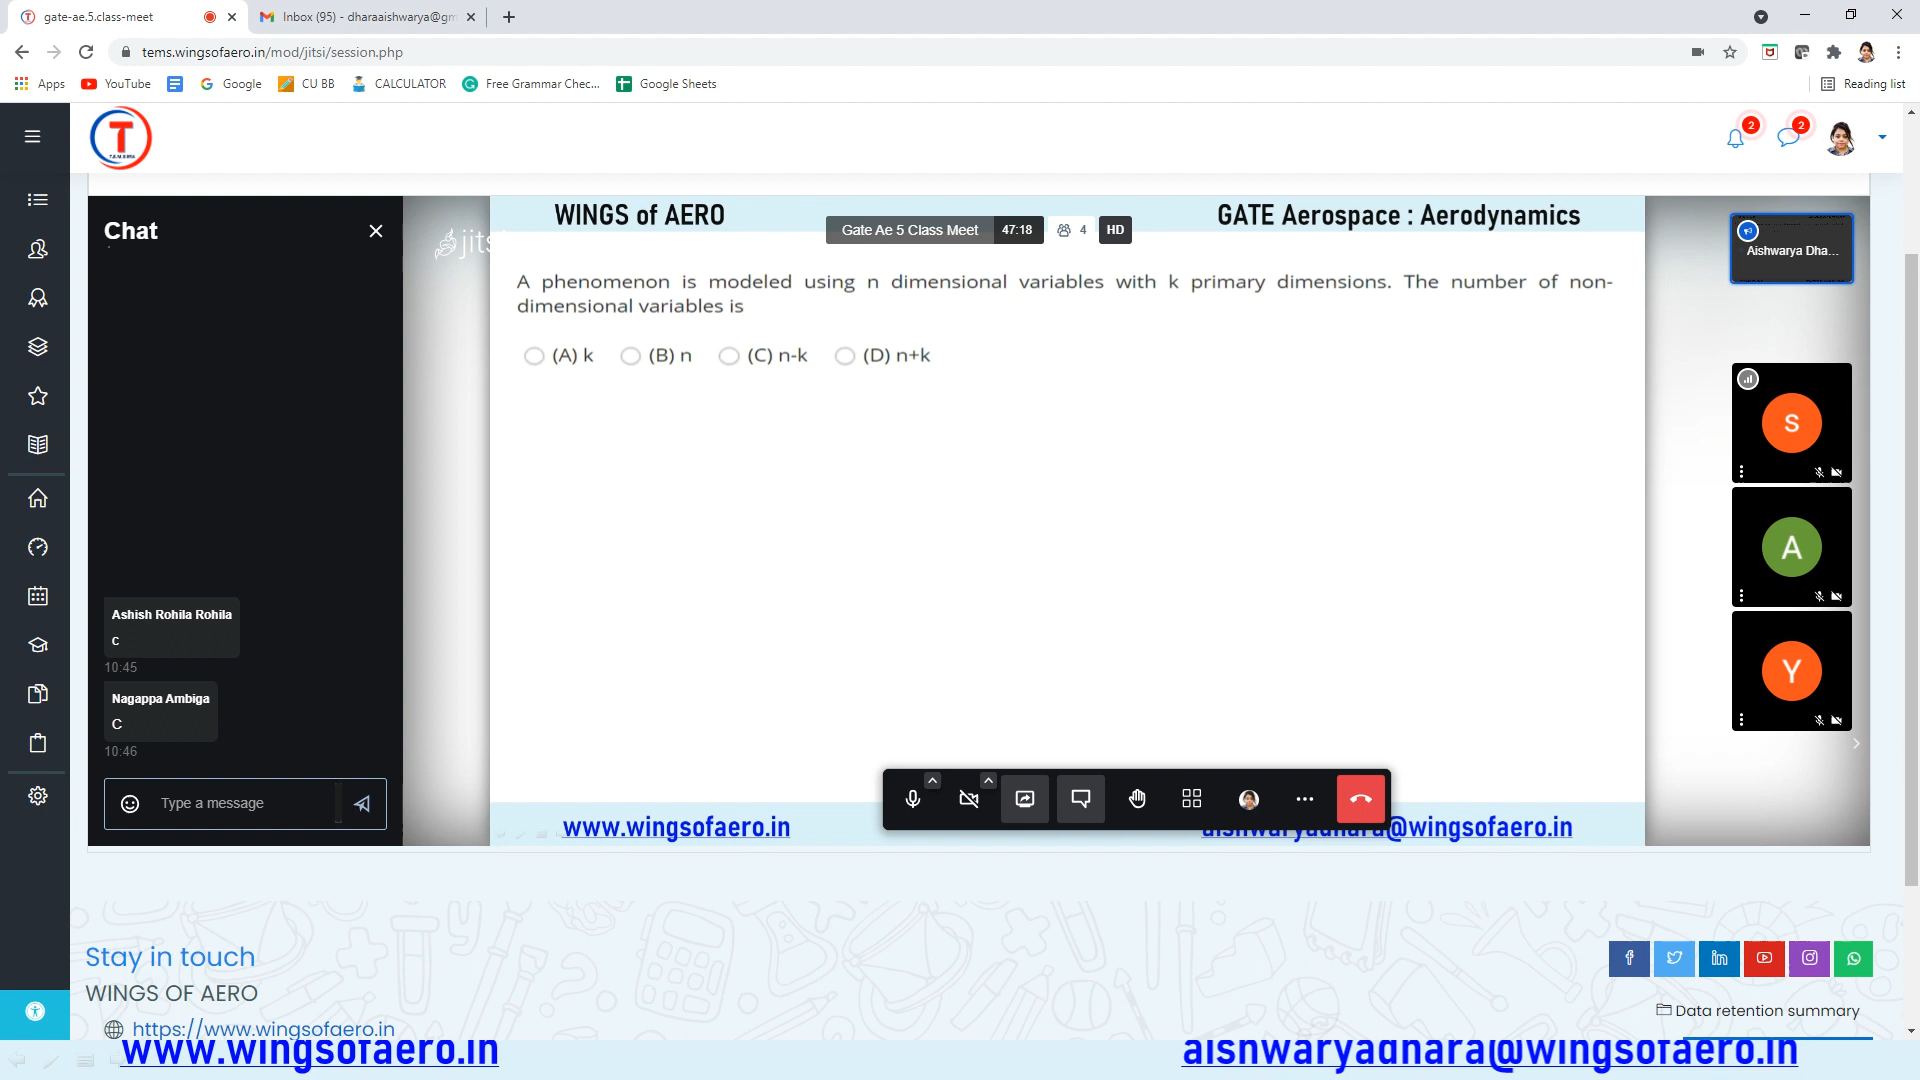 gate-ae.5.class-meet
Inbox (95) - dharaaishwarya@gm
tems.wingsofaero.in/mod/jitsi/session.php
Apps YouTube Google CU BB CALCULATOR Free Grammar Chec... Google Sheets Reading list
T
2 2
Chat
jits
WINGS of AERO
Gate Ae 5 Class Meet 47:18 4 HD
GATE Aerospace : Aerodynamics
Aishwarya Dha...
A phenomenon is modeled using n dimensional variables with k primary dimensions. The number of non-
dimensional variables is
(A) k (B) n (C) n-k (D) n+k
S
A
Y
Ashish Rohila Rohila
c
10:45
Nagappa Ambiga
C
10:46
Type a message
www.wingsofaero.in
aishwaryadhara@wingsofaero.in
Stay in touch
WINGS OF AERO
https://www.wingsofaero.in
Data retention summary
www.wingsofaero.in
aishwaryadhara@wingsofaero.in